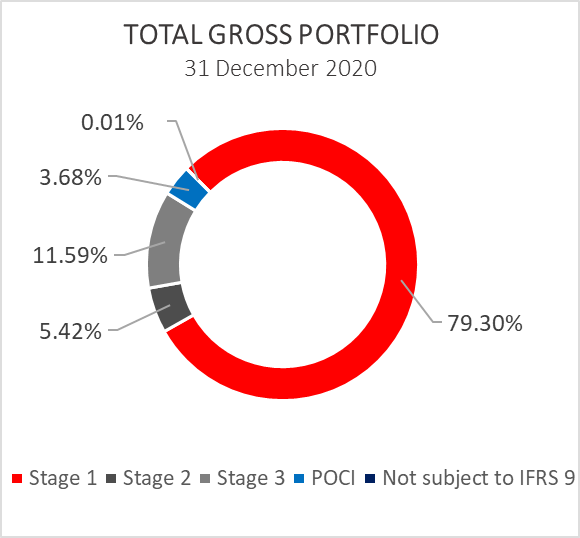 TOTAL GROSS PORTFOLIO
31 December 2020
0.01%
3.68%
11.59%
5.42%
79.30%
Stage 1 Stage 2 Stage 3 POCI Not subject to IFRS 9